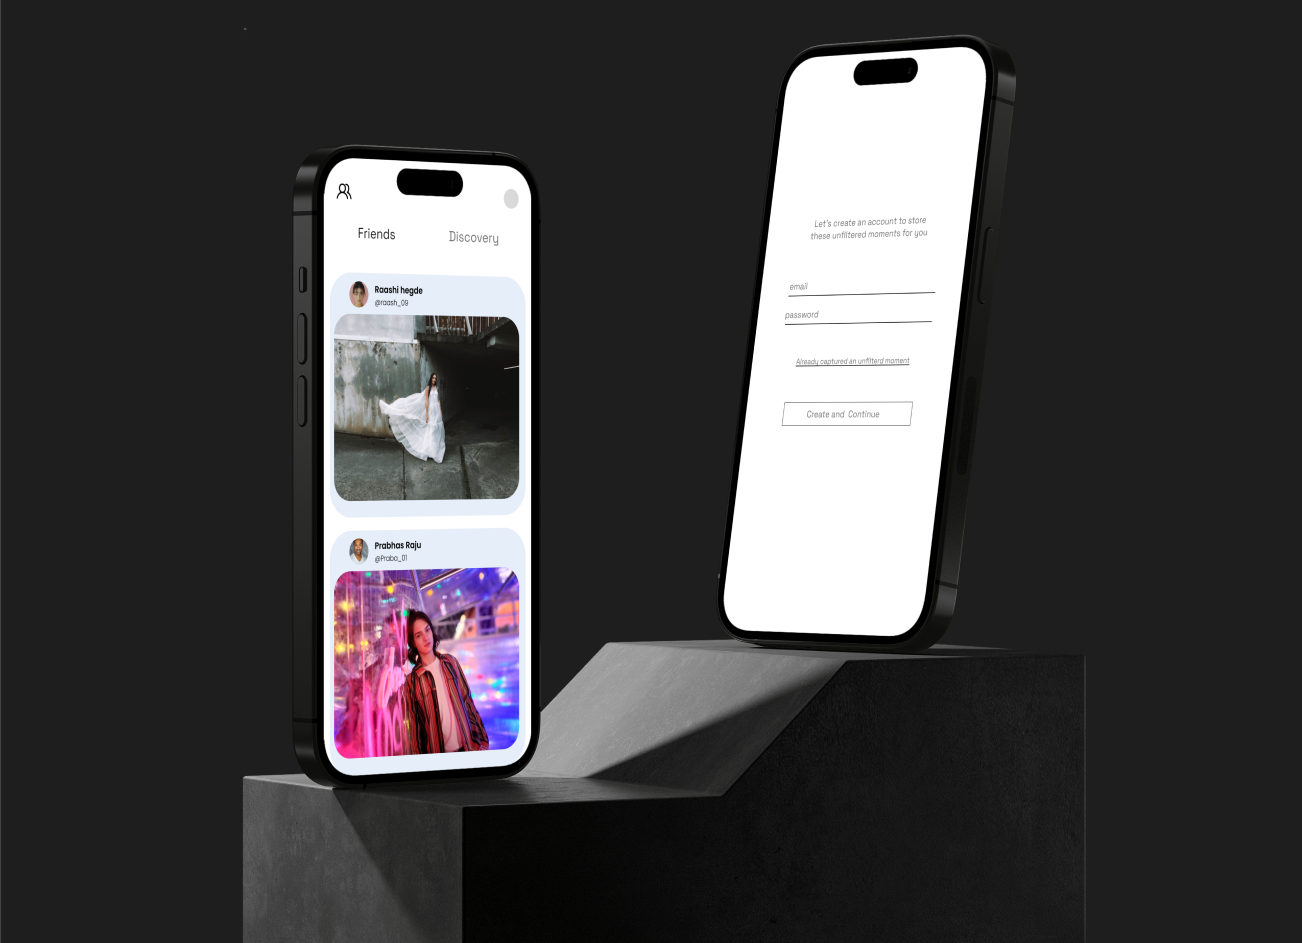 Friends
Discovery
Raashi hegde
@raash_09
Prabhas Raju
@Praba_01
Let's create an account to store
these unfiltered moments for you
email
password
Already captured an unfilterd moment
Create and Continue